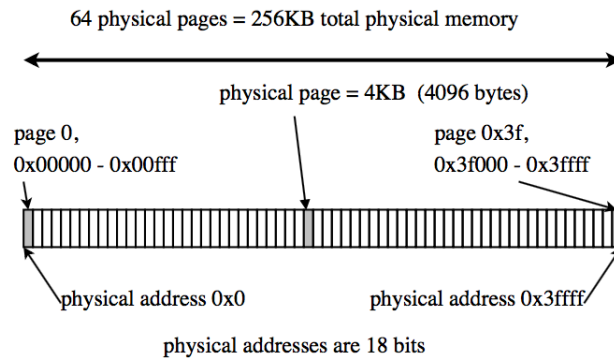 64 physical pages = 256KB total physical memory
physical page = 4KB (4096 bytes)
page 0,
0x00000 - 0x00fff
page 0x3f,
0x3f000 - 0x3ffff
physical address 0x0
physical address 0x3ffff
physical addresses are 18 bits